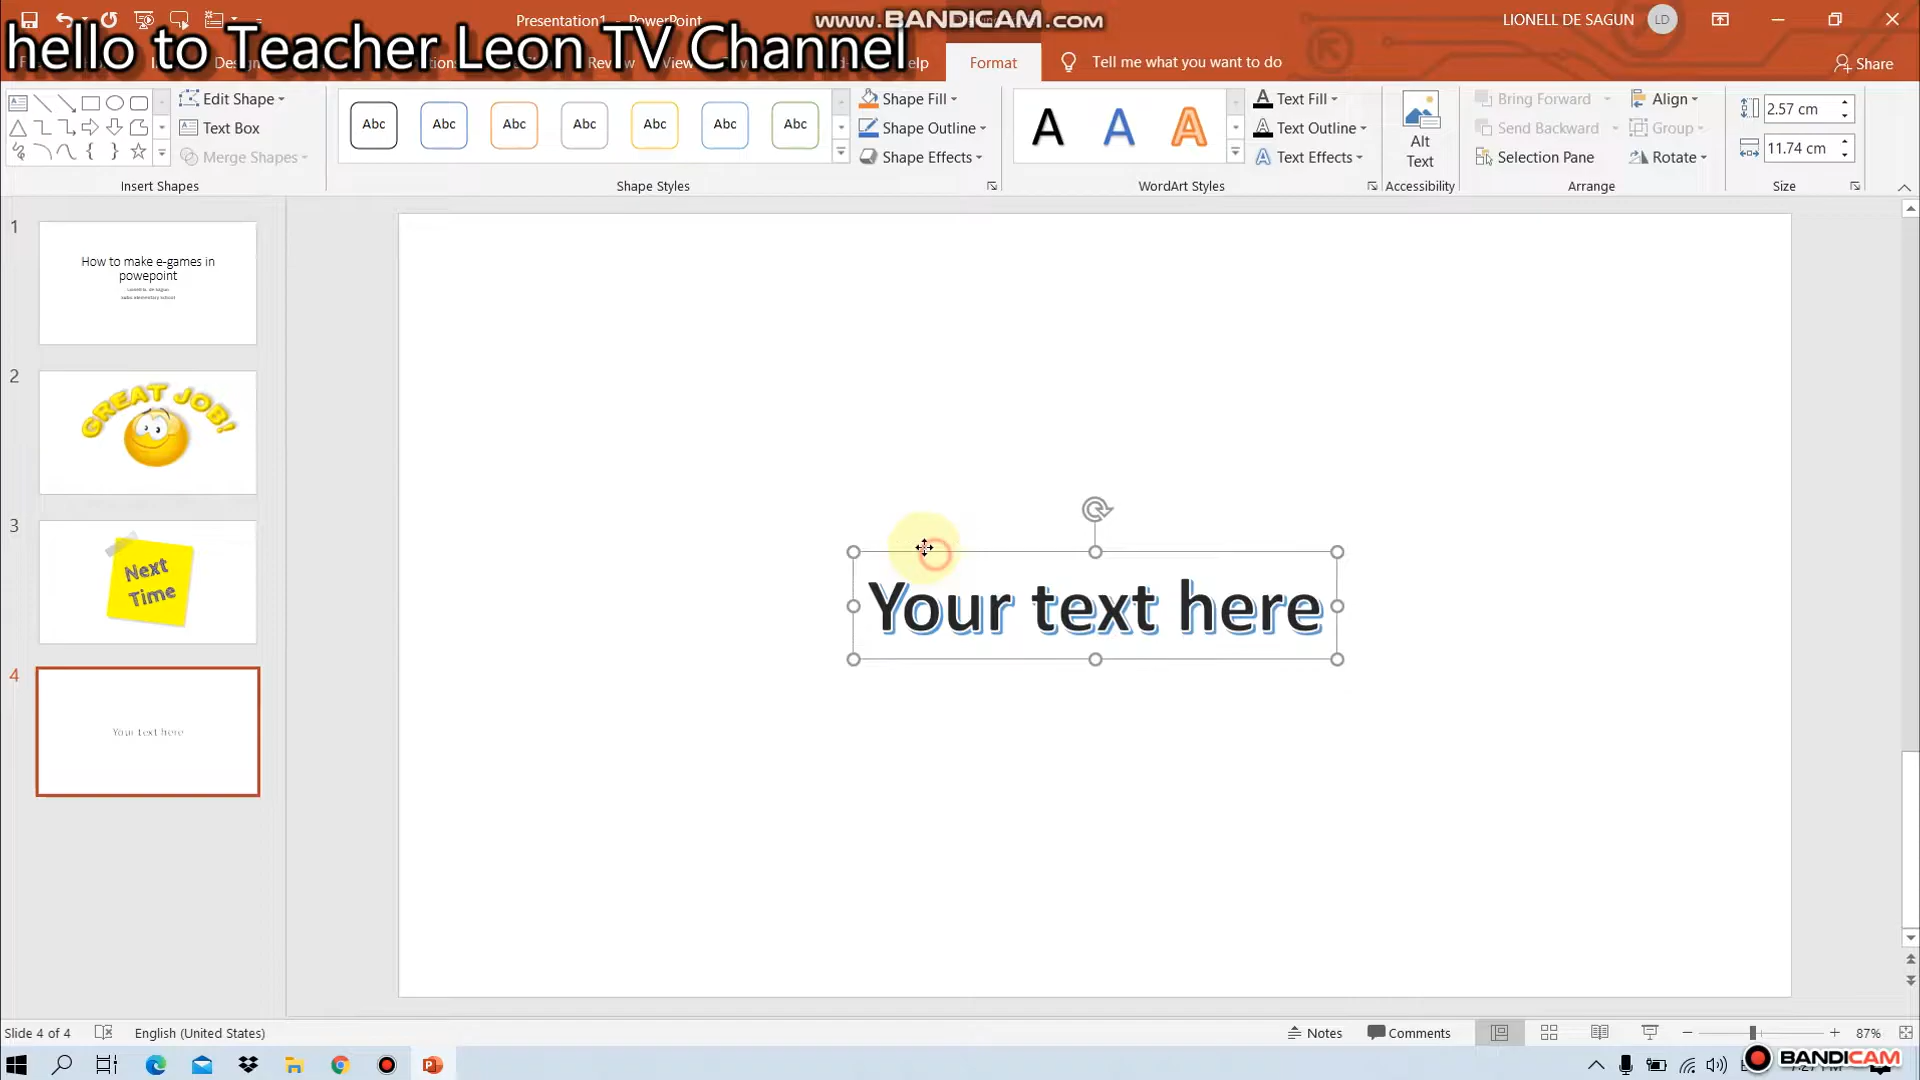 Presentation1 - PowerPoint
www.BANDICAM.com
LIONELL DE SAGUN
LD
hello to Teacher Leon TV Channel
Format
Tell me what you want to do
Share
Edit Shape
Text Box
Merge Shapes
Insert Shapes
Abc
Abc
Abc
Abc
Abc
Abc
Abc
Shape Fill
Shape Outline
Shape Effects
Shape Styles
A
A
A
Text Fill
Text Outline
Text Effects
WordArt Styles
Alt
Text
Accessibility
Bring Forward
Send Backward
Selection Pane
Align
Group
Rotate
Arrange
2.57 cm
11.74 cm
Size
1
How to make e-games in
powepoint
2
GREAT JOB!
3
Next
Time
4
Your text here
Your text here
Slide 4 of 4
English (United States)
Notes
Comments
87%
BANDICAM